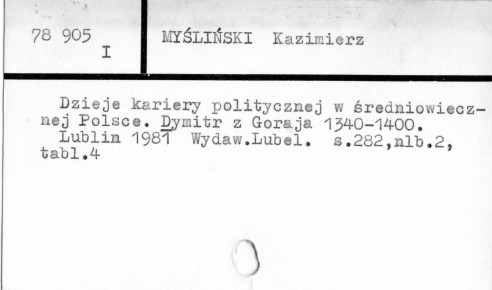 78 905 MYŚLIŃSKI Kazimierz
I
Dzieje kariery politycznej w średniowiecz-
nej Polsce. Dymitr z Goraja 1340-1400.
Lublin 1981 Wydaw.Lubel. s.282,nlb.2,
tabl.4